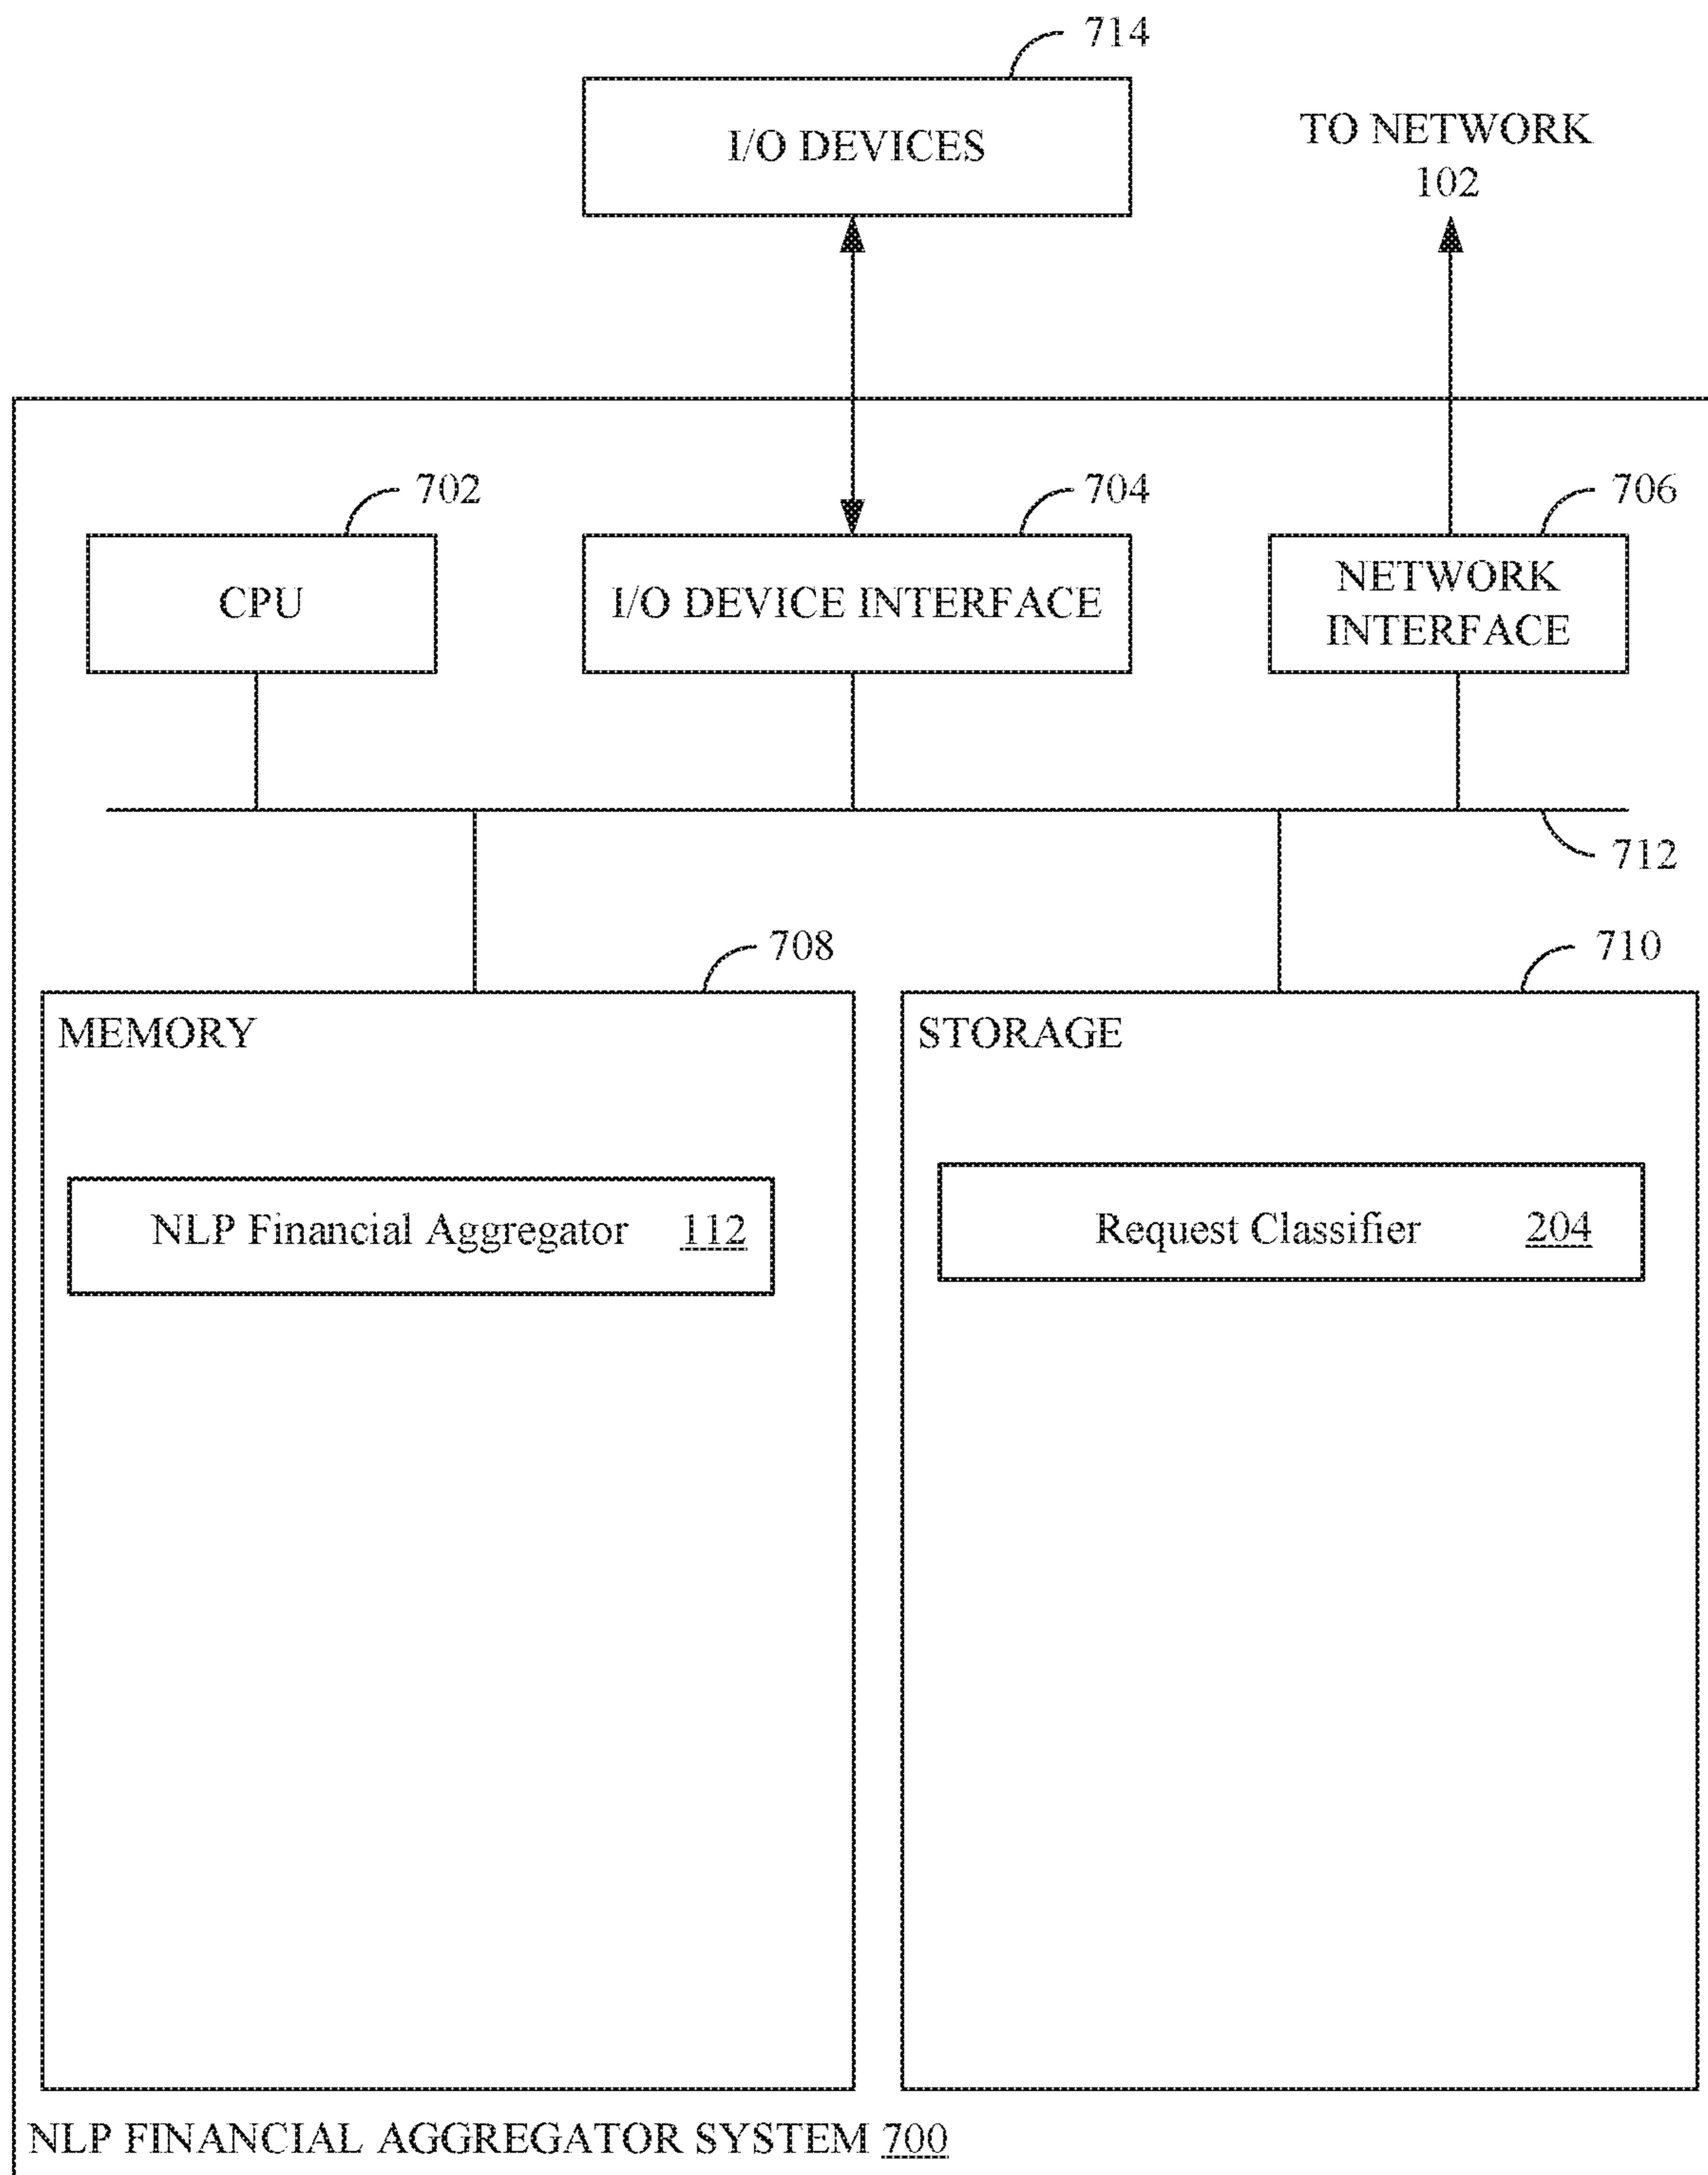 714
I/O DEVICES
TO NETWORK
102
702
704
706
CPU
I/O DEVICE INTERFACE
NETWORK
INTERFACE
712
708
710
MEMORY
STORAGE
NLP Financial Aggregator 112
Request Classifier 204
NLP FINANCIAL AGGREGATOR SYSTEM 700